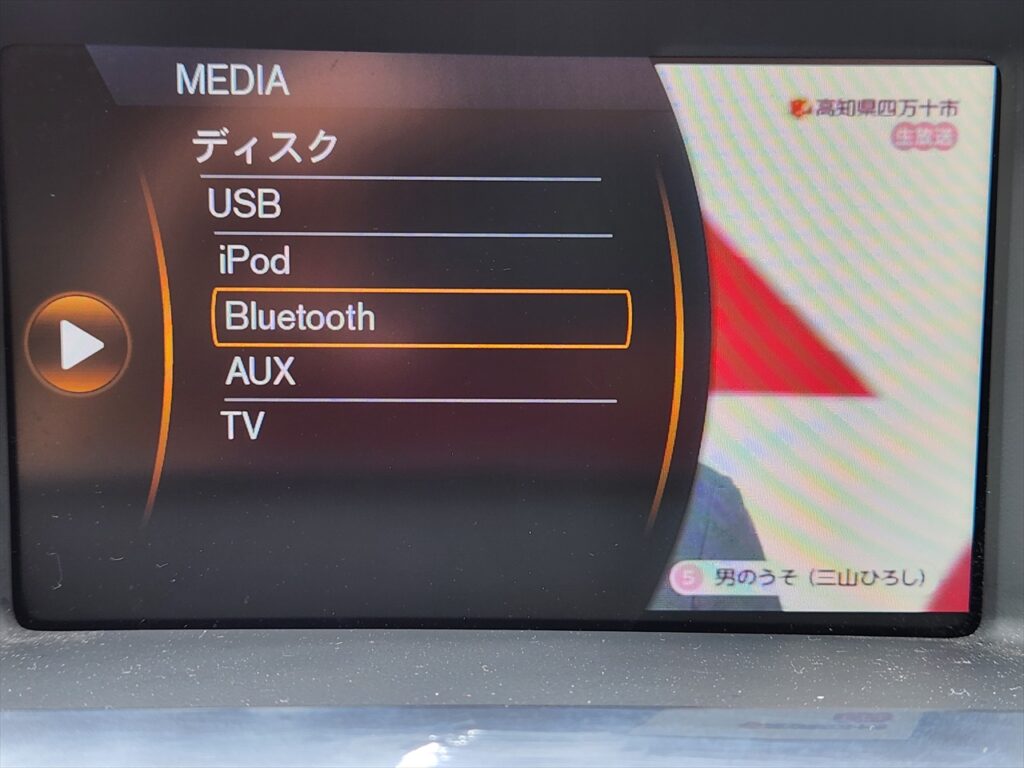 MEDIA
ディスク
USB
iPod
Bluetooth
AUX
TV
高知県四万十市
生放送
5 男のうそ (三山ひろし)